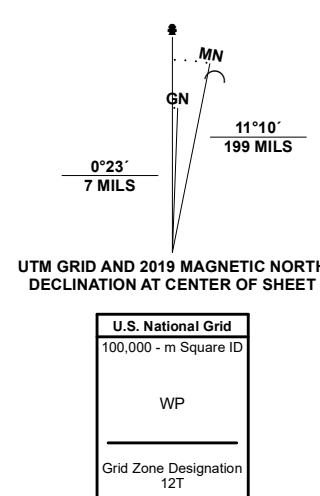 MN
GN
11°10´
199 MILS
0°23´
7 MILS
UTM GRID AND 2019 MAGNETIC NORTH
DECLINATION AT CENTER OF SHEET
U.S. National Grid
100,000 - m Square ID
WP
Grid Zone Designation
12T